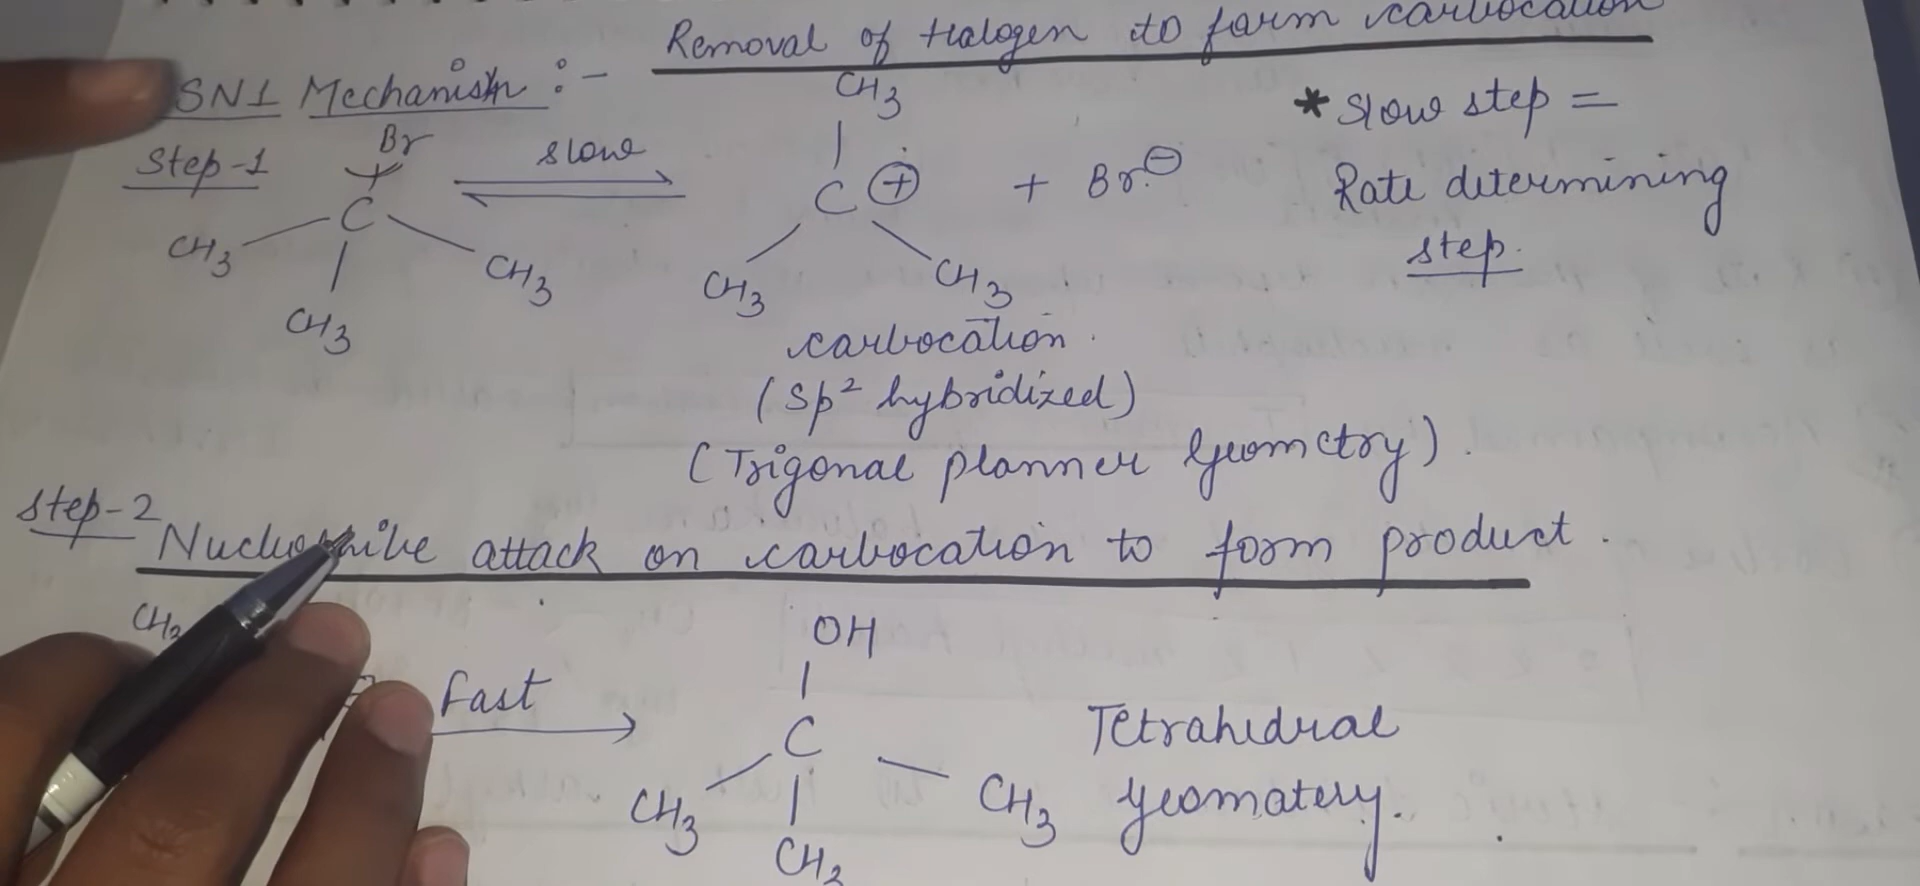 Removal of Halogen to form carbocation
SN1 Mechanism :-
CH3
* Slow step =
Step-1
Br
slow
C
C ⊕
+ Br⊖
Rate determining
step.
CH3
CH3
CH3
CH3
CH3
carbocation.
(Sp² hybridized)
(Trigonal planner Geometry).
Step-2
Nucleophile attack on carbocation to form product.
CH3
OH
Fast
C
Tetrahedral
CH3
CH3
geomatery.
CH3